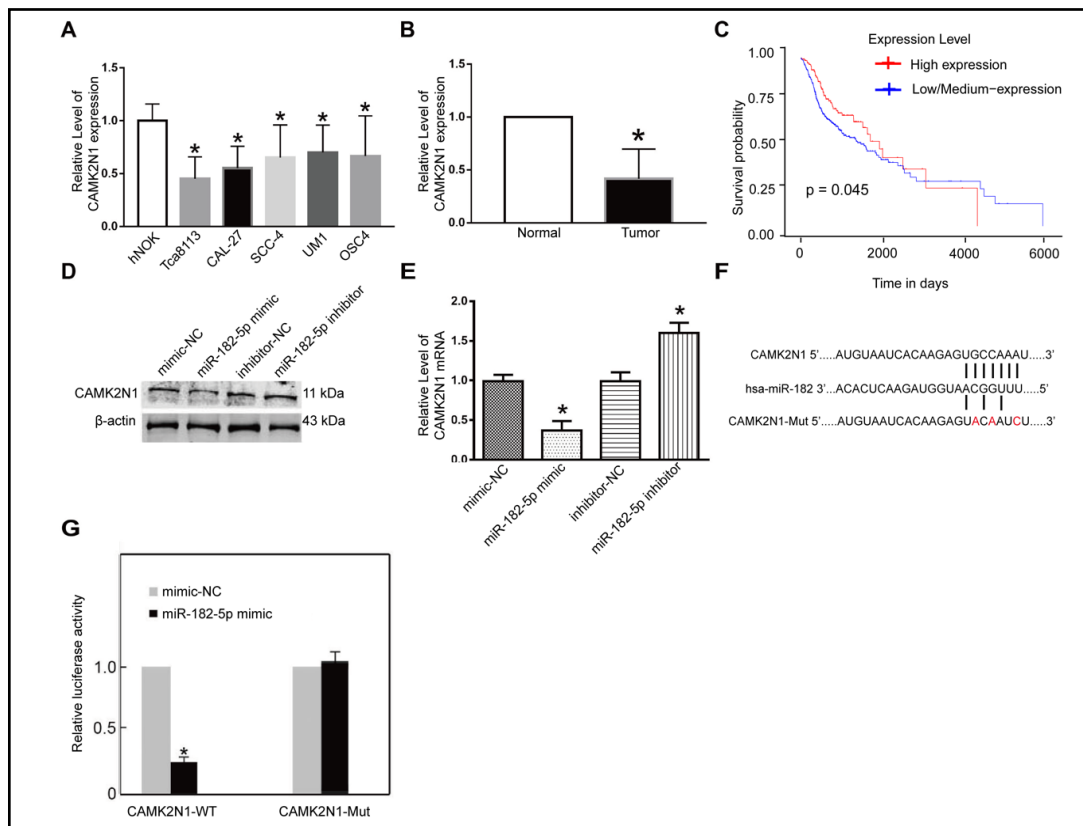 A
Relative Level of
CAMK2N1 expression
1.5
1.0
0.5
0.0
*
*
*
*
*
hNOK
Tca8113
CAL-27
SCC-4
UM1
OSC4
B
Relative Level of
CAMK2N1 expression
1.5
1.0
0.5
0.0
*
Normal
Tumor
C
Expression Level
High expression
Low/Medium-expression
Survival probability
1.00
0.75
0.25
0.00
p = 0.045
0
2000
4000
6000
Time in days
D
mimic-NC
miR-182-5p mimic
inhibitor-NC
miR-182-5p inhibitor
CAMK2N1
11 kDa
β-actin
43 kDa
E
Relative Level of
CAMK2N1 mRNA
2.0
1.5
1.0
0.5
0.0
*
*
mimic-NC
miR-182-5p mimic
inhibitor-NC
miR-182-5p inhibitor
F
CAMK2N1 5'.....AUGUAAUCACAAGAGUGCCAAAU.....3'
hsa-miR-182 3'.....ACACUCAAGAUGGUAACGGUUU.....5'
CAMK2N1-Mut 5'.....AUGUAAUCACAAGAGUACAAUCU.....3'
G
mimic-NC
miR-182-5p mimic
Relative luciferase activity
1.0
0.5
0
*
CAMK2N1-WT
CAMK2N1-Mut